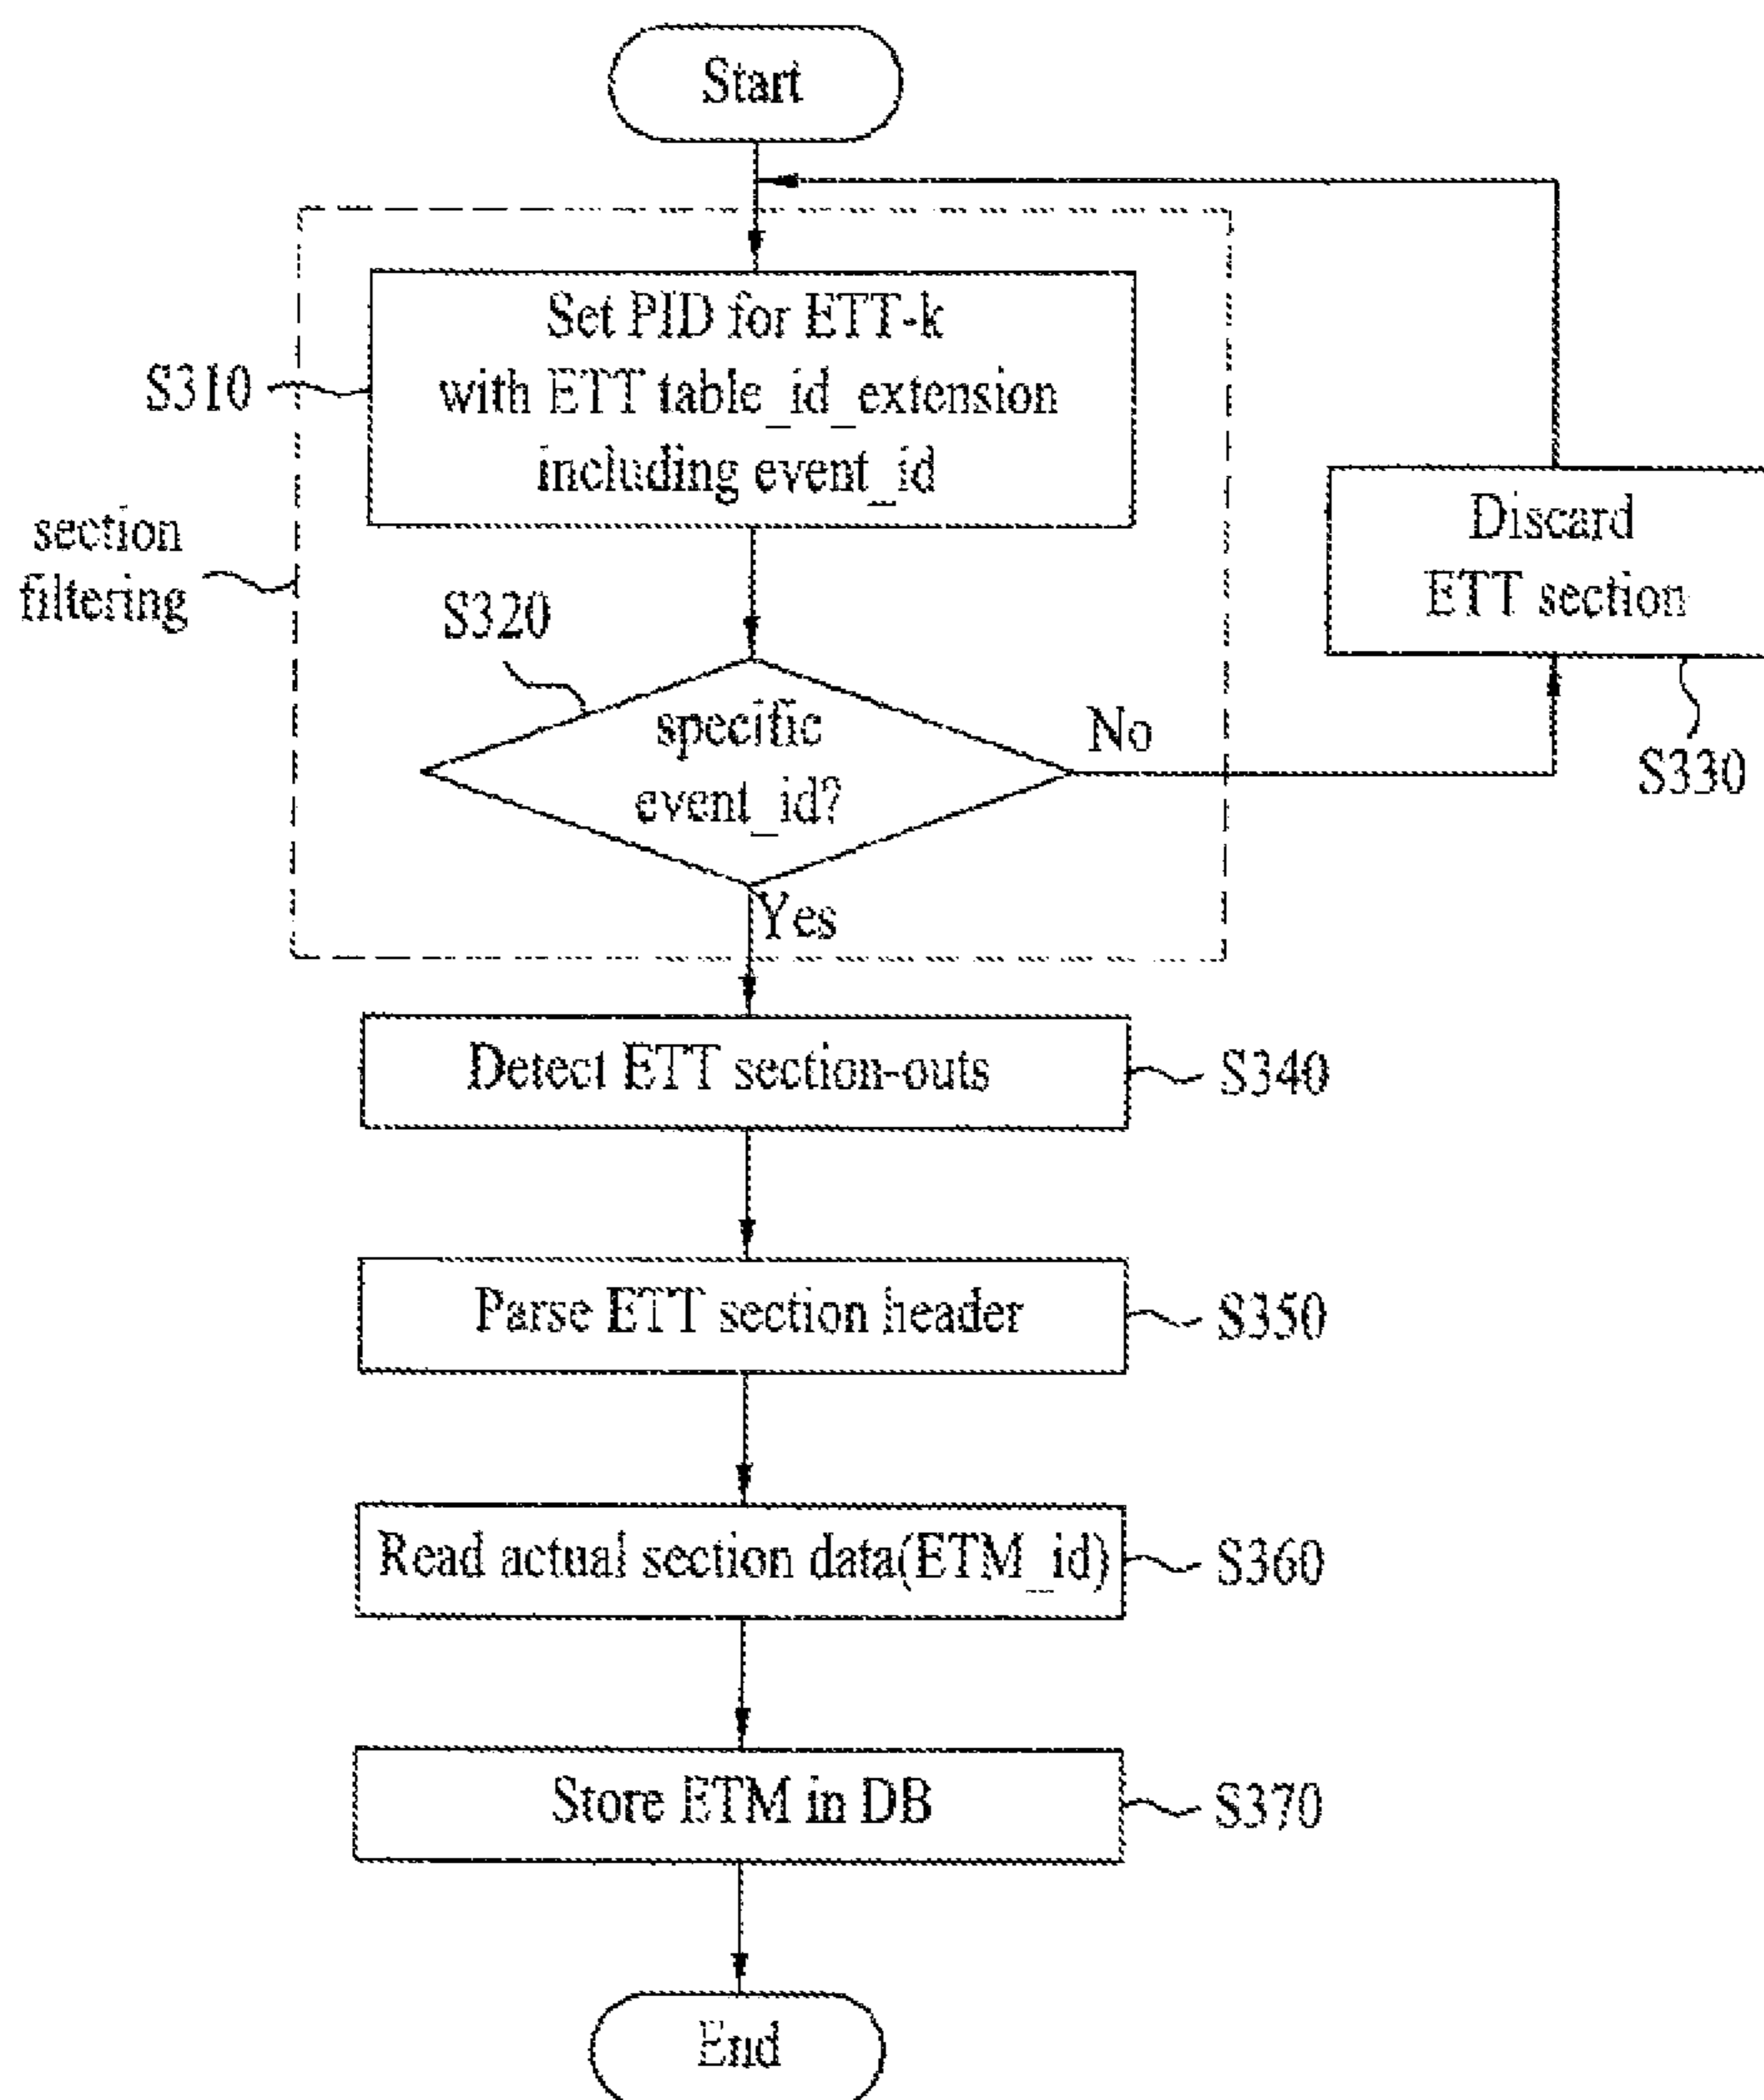 Start
Set PID for ETT-k
with ETT table_id_extension
including event_id
S310
section
filtering
Discard
ETT section
S330
S320
specific
event_id?
No
Yes
Detect ETT section-outs
S340
Parse ETT section header
S350
Read actual section data(ETM_id)
S360
Store ETM in DB
S370
End